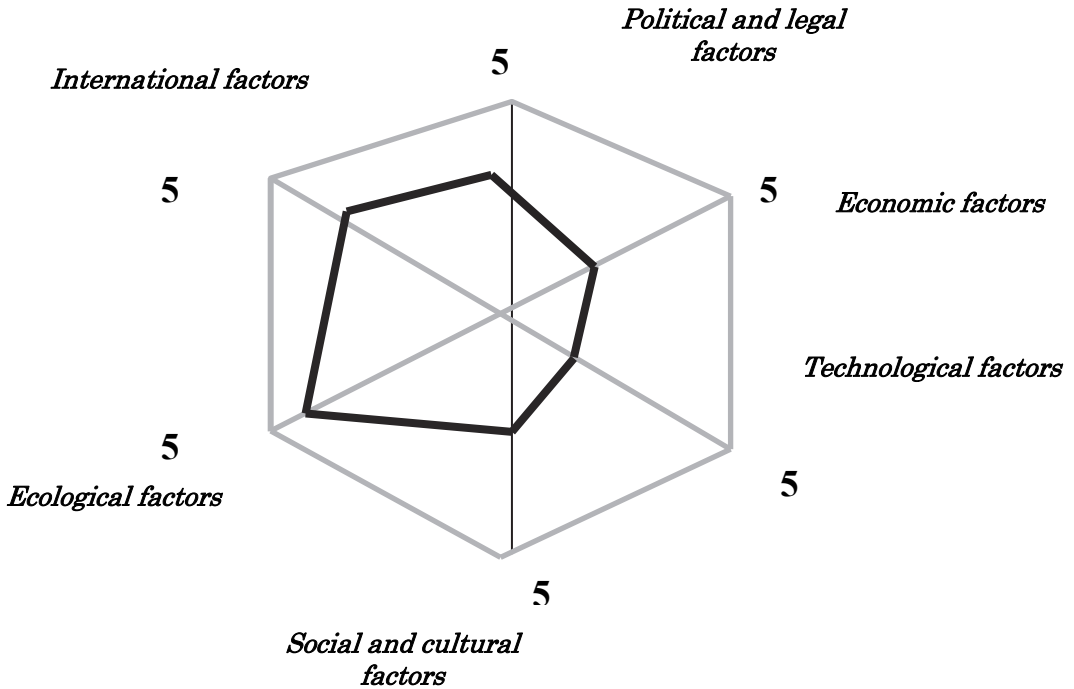 Political and legal
factors
5
International factors
5
5
Economic factors
Technological factors
5
5
Ecological factors
5
Social and cultural
factors